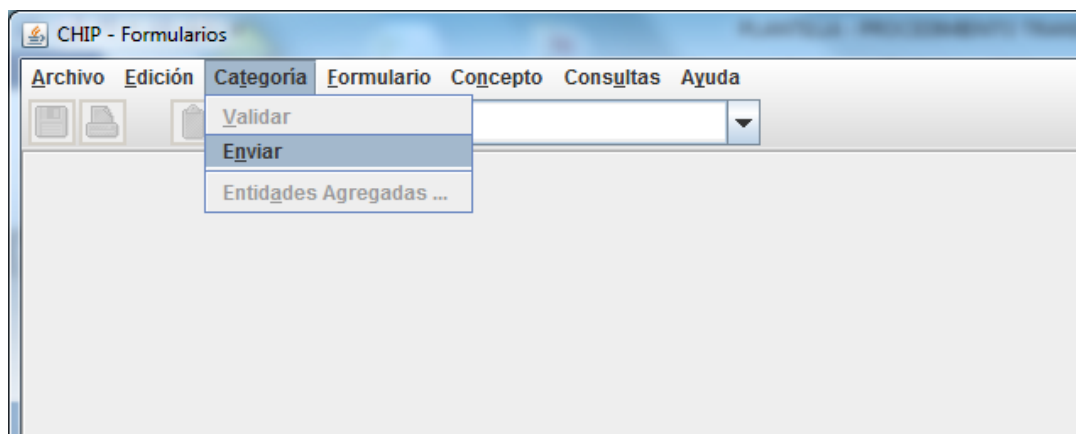 CHIP - Formularios
Archivo Edición Categoría Formulario Concepto Consultas Ayuda
Validar
Enviar
Entidades Agregadas ...